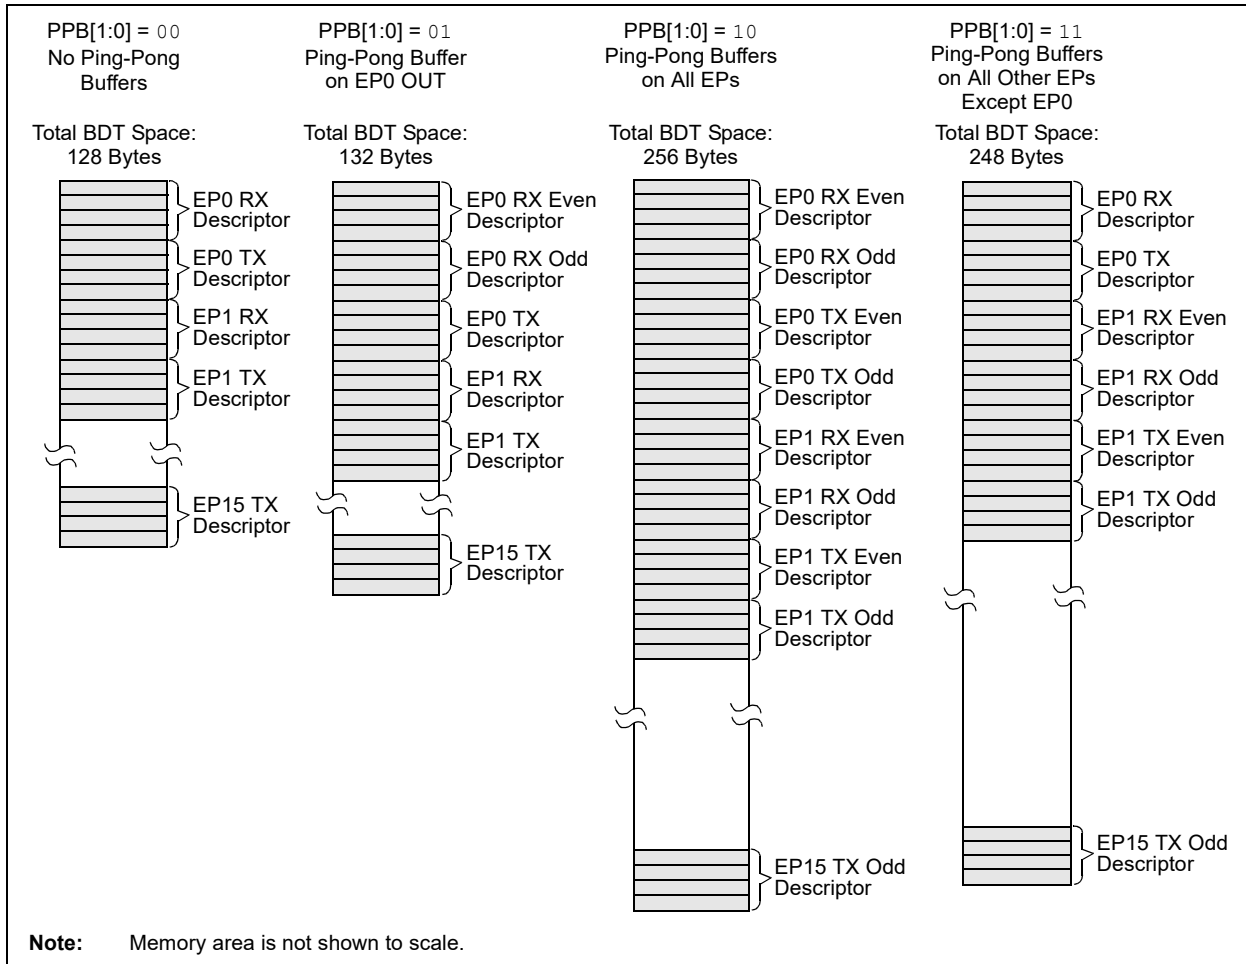 PPB[1:0] = 00
No Ping-Pong
Buffers
Total BDT Space:
128 Bytes
EP0 RX
Descriptor
EP0 TX
Descriptor
EP1 RX
Descriptor
EP1 TX
Descriptor
EP15 TX
Descriptor
PPB[1:0] = 01
Ping-Pong Buffer
on EP0 OUT
Total BDT Space:
132 Bytes
EP0 RX Even
Descriptor
EP0 RX Odd
Descriptor
EP0 TX
Descriptor
EP1 RX
Descriptor
EP1 TX
Descriptor
EP15 TX
Descriptor
PPB[1:0] = 10
Ping-Pong Buffers
on All EPs
Total BDT Space:
256 Bytes
EP0 RX Even
Descriptor
EP0 RX Odd
Descriptor
EP0 TX Even
Descriptor
EP0 TX Odd
Descriptor
EP1 RX Even
Descriptor
EP1 RX Odd
Descriptor
EP1 TX Even
Descriptor
EP1 TX Odd
Descriptor
EP15 TX Odd
Descriptor
PPB[1:0] = 11
Ping-Pong Buffers
on All Other EPs
Except EP0
Total BDT Space:
248 Bytes
EP0 RX
Descriptor
EP0 TX
Descriptor
EP1 RX Even
Descriptor
EP1 RX Odd
Descriptor
EP1 TX Even
Descriptor
EP1 TX Odd
Descriptor
EP15 TX Odd
Descriptor
Note: Memory area is not shown to scale.